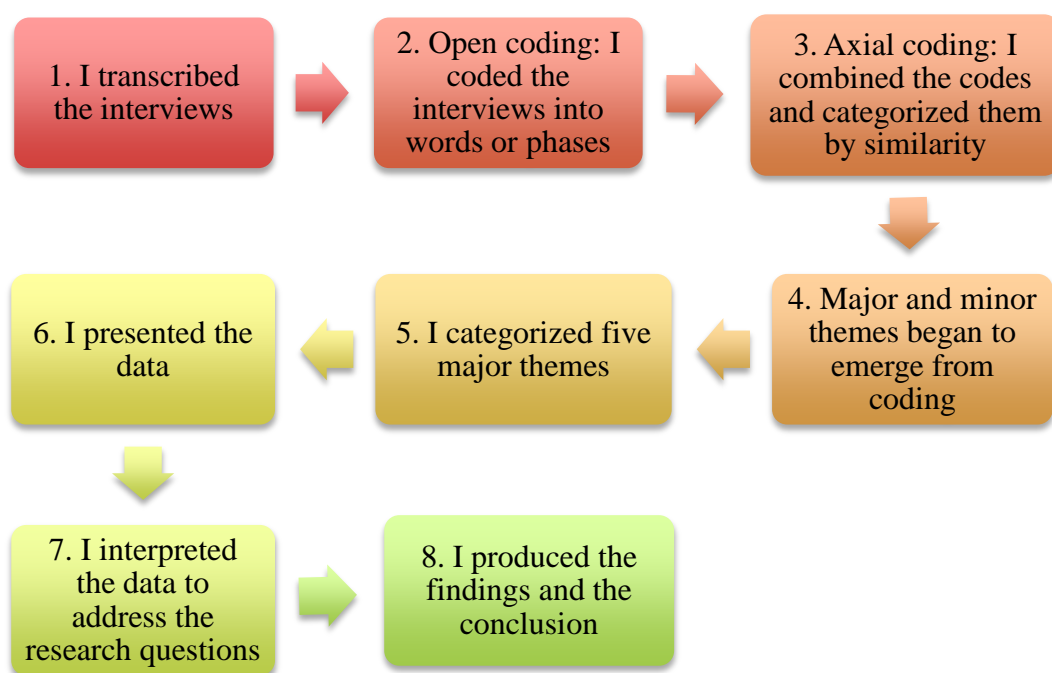 1. I transcribed
the interviews
2. Open coding: I
coded the
interviews into
words or phases
3. Axial coding: I
combined the codes
and categorized them
by similarity
4. Major and minor
themes began to
emerge from
coding
5. I categorized five
major themes
6. I presented the
data
7. I interpreted
the data to
address the
research questions
8. I produced the
findings and the
conclusion